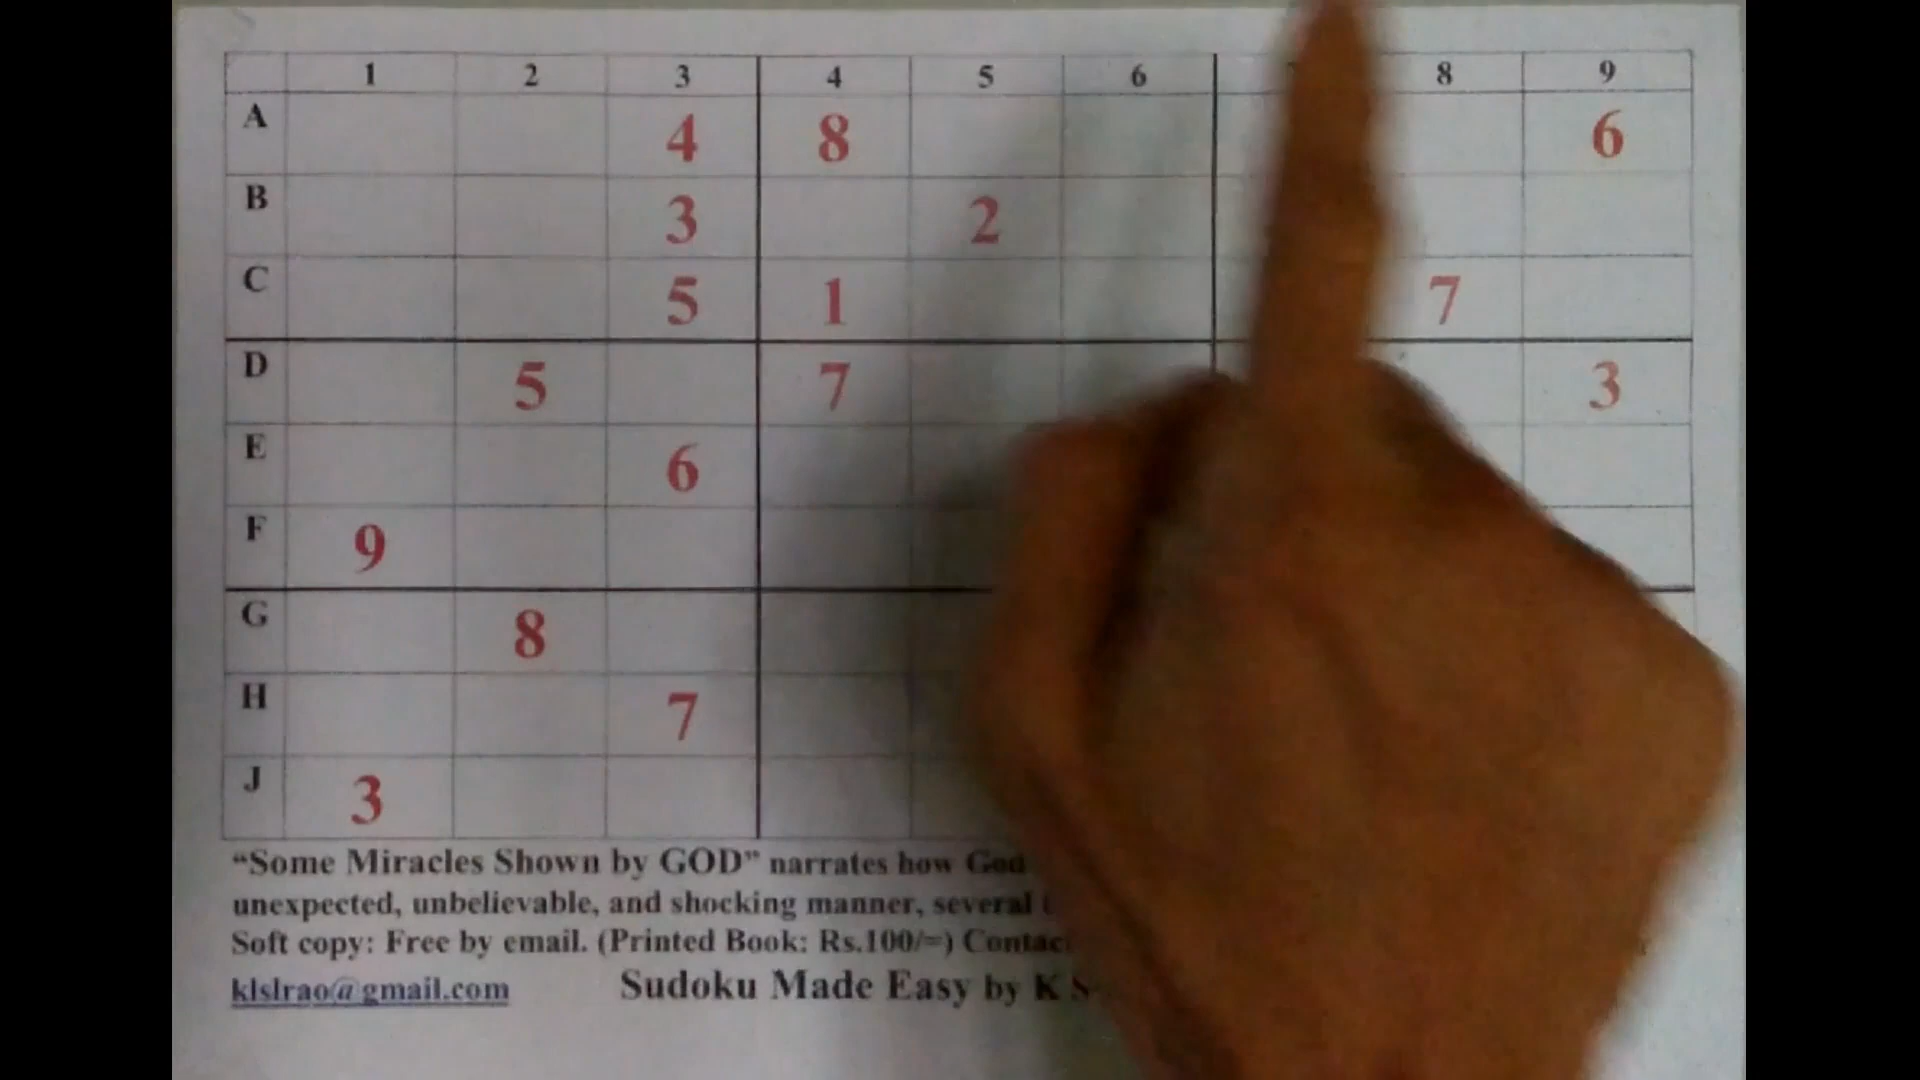 1 2 3 4 5 6 8 9
A 4 8 6
B 3 2
C 5 1 7
D 5 7 3
E 6
F 9
G 8
H 7
J 3
“Some Miracles Shown by GOD” narrates how God
unexpected, unbelievable, and shocking manner, several
Soft copy: Free by email. (Printed Book: Rs.100/=)
klslrao@gmail.com Sudoku Made Easy by K S